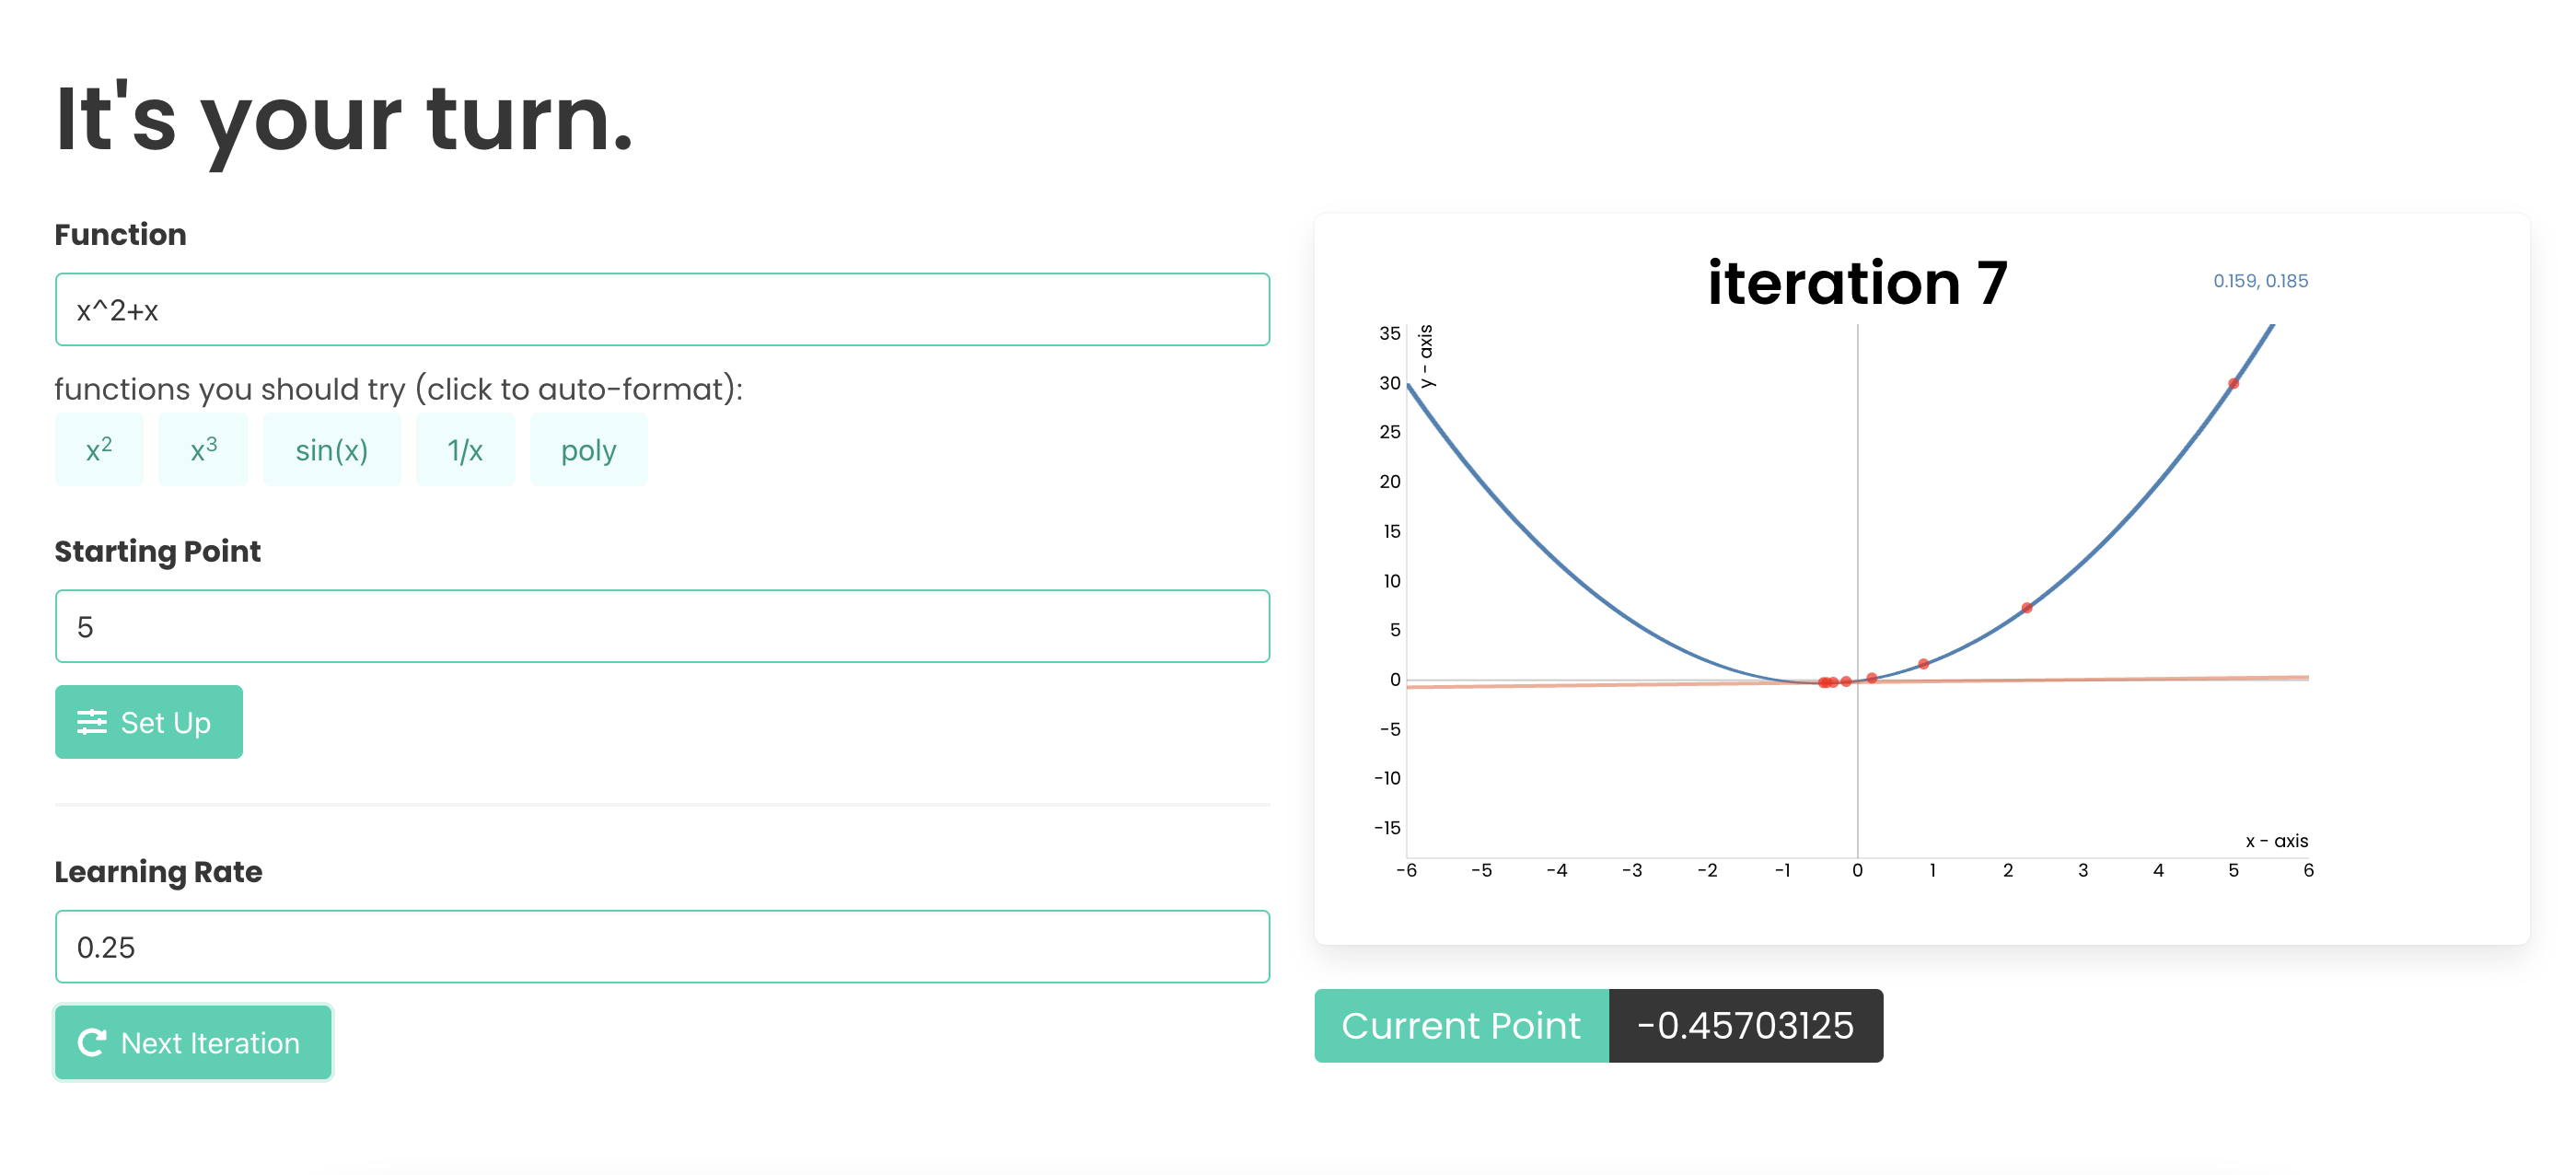 It's your turn.
Function
x^2+x
functions you should try (click to auto-format):
x² x³ sin(x) 1/x poly
Starting Point
5
Set Up
Learning Rate
0.25
Next Iteration
iteration 7
0.159, 0.185
y - axis
35
30
25
20
15
10
5
0
-5
-10
-15
x - axis
-6 -5 -4 -3 -2 -1 0 1 2 3 4 5 6
Current Point -0.45703125